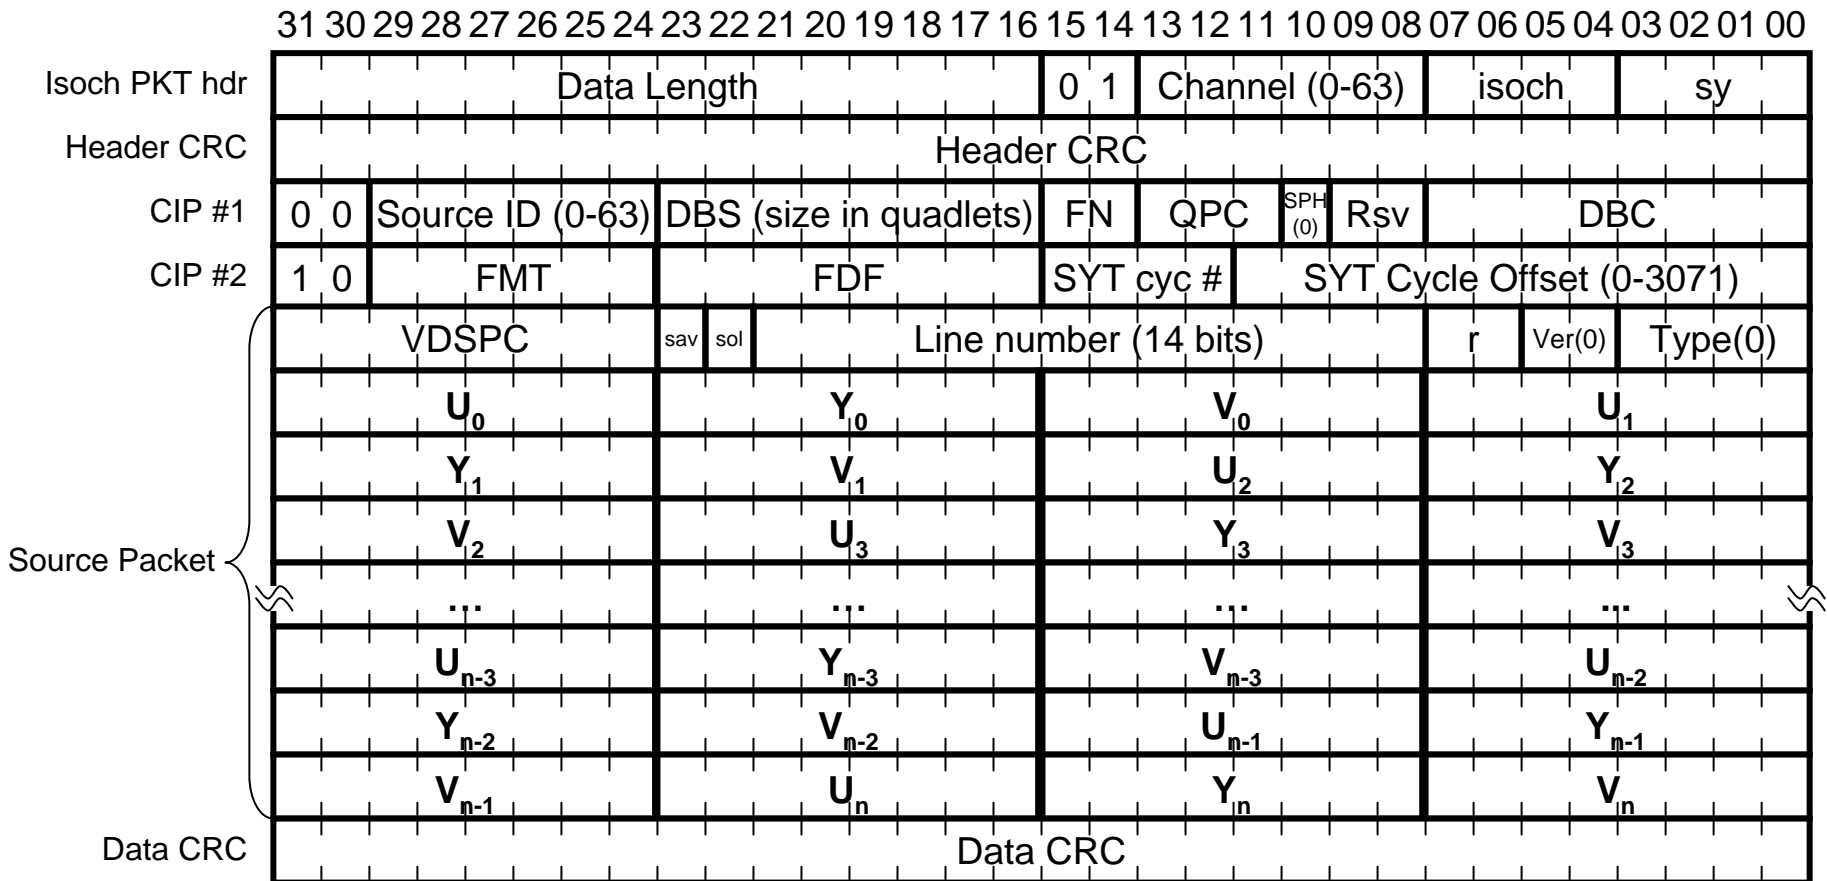 31 30 29 28 27 26 25 24 23 22 21 20 19 18 17 16 15 14 13 12 11 10 09 08 07 06 05 04 03 02 01 00
Isoch PKT hdr Data Length 0 1 Channel (0-63) isoch sy
Header CRC Header CRC
CIP #1 0 0 Source ID (0-63) DBS (size in quadlets) FN QPC SPH (0) Rsv DBC
CIP #2 1 0 FMT FDF SYT cyc # SYT Cycle Offset (0-3071)
VDSPC sav sol Line number (14 bits) r Ver(0) Type(0)
U0 Y0 V0 U1
Y1 V1 U2 Y2
V2 U3 Y3 V3
Source Packet
... ... ... ...
Un-3 Yn-3 Vn-3 Un-2
Yn-2 Vn-2 Un-1 Yn-1
Vn-1 Un Yn Vn
Data CRC Data CRC